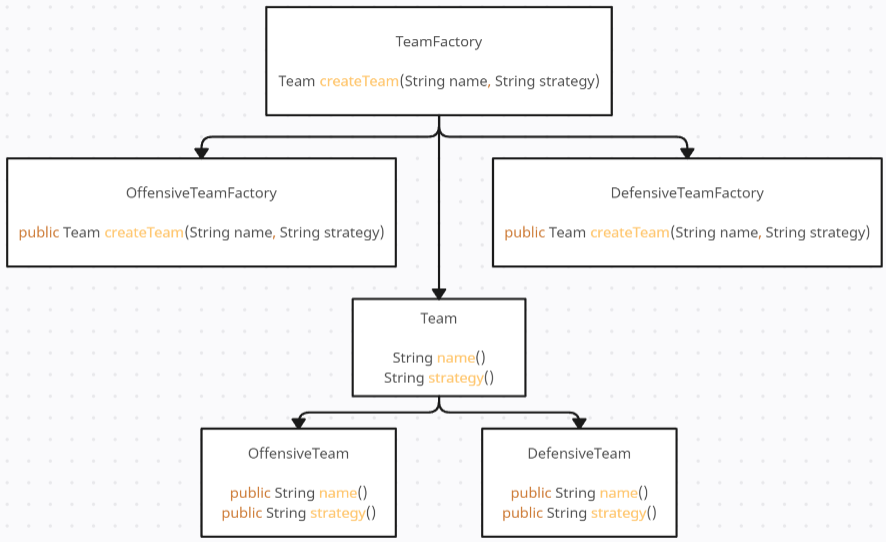 TeamFactory
Team createTeam(String name, String strategy)
OffensiveTeamFactory
public Team createTeam(String name, String strategy)
DefensiveTeamFactory
public Team createTeam(String name, String strategy)
Team
String name()
String strategy()
OffensiveTeam
public String name()
public String strategy()
DefensiveTeam
public String name()
public String strategy()